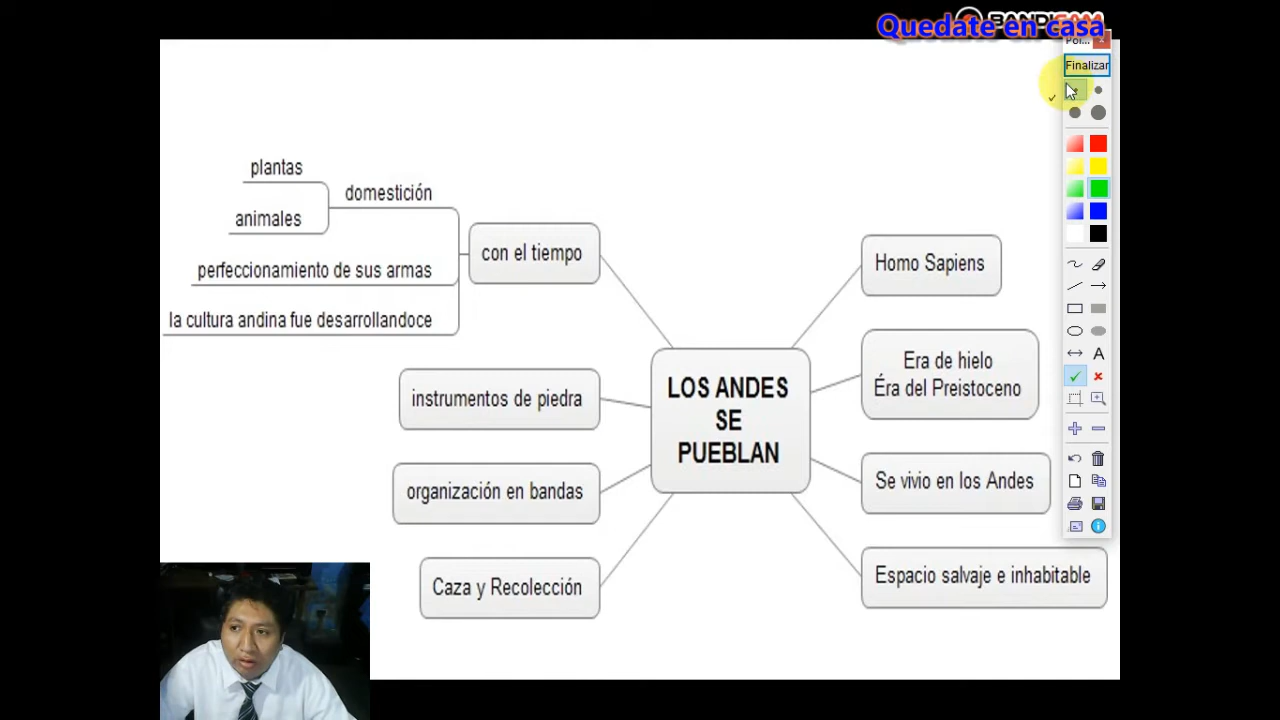 BANDICAM
Quedate en casa
Finalizar
plantas
domestición
animales
con el tiempo
perfeccionamiento de sus armas
la cultura andina fue desarrollandoce
instrumentos de piedra
organización en bandas
Caza y Recolección
LOS ANDES
SE
PUEBLAN
Homo Sapiens
Era de hielo
Éra del Preistoceno
Se vivio en los Andes
Espacio salvaje e inhabitable
A